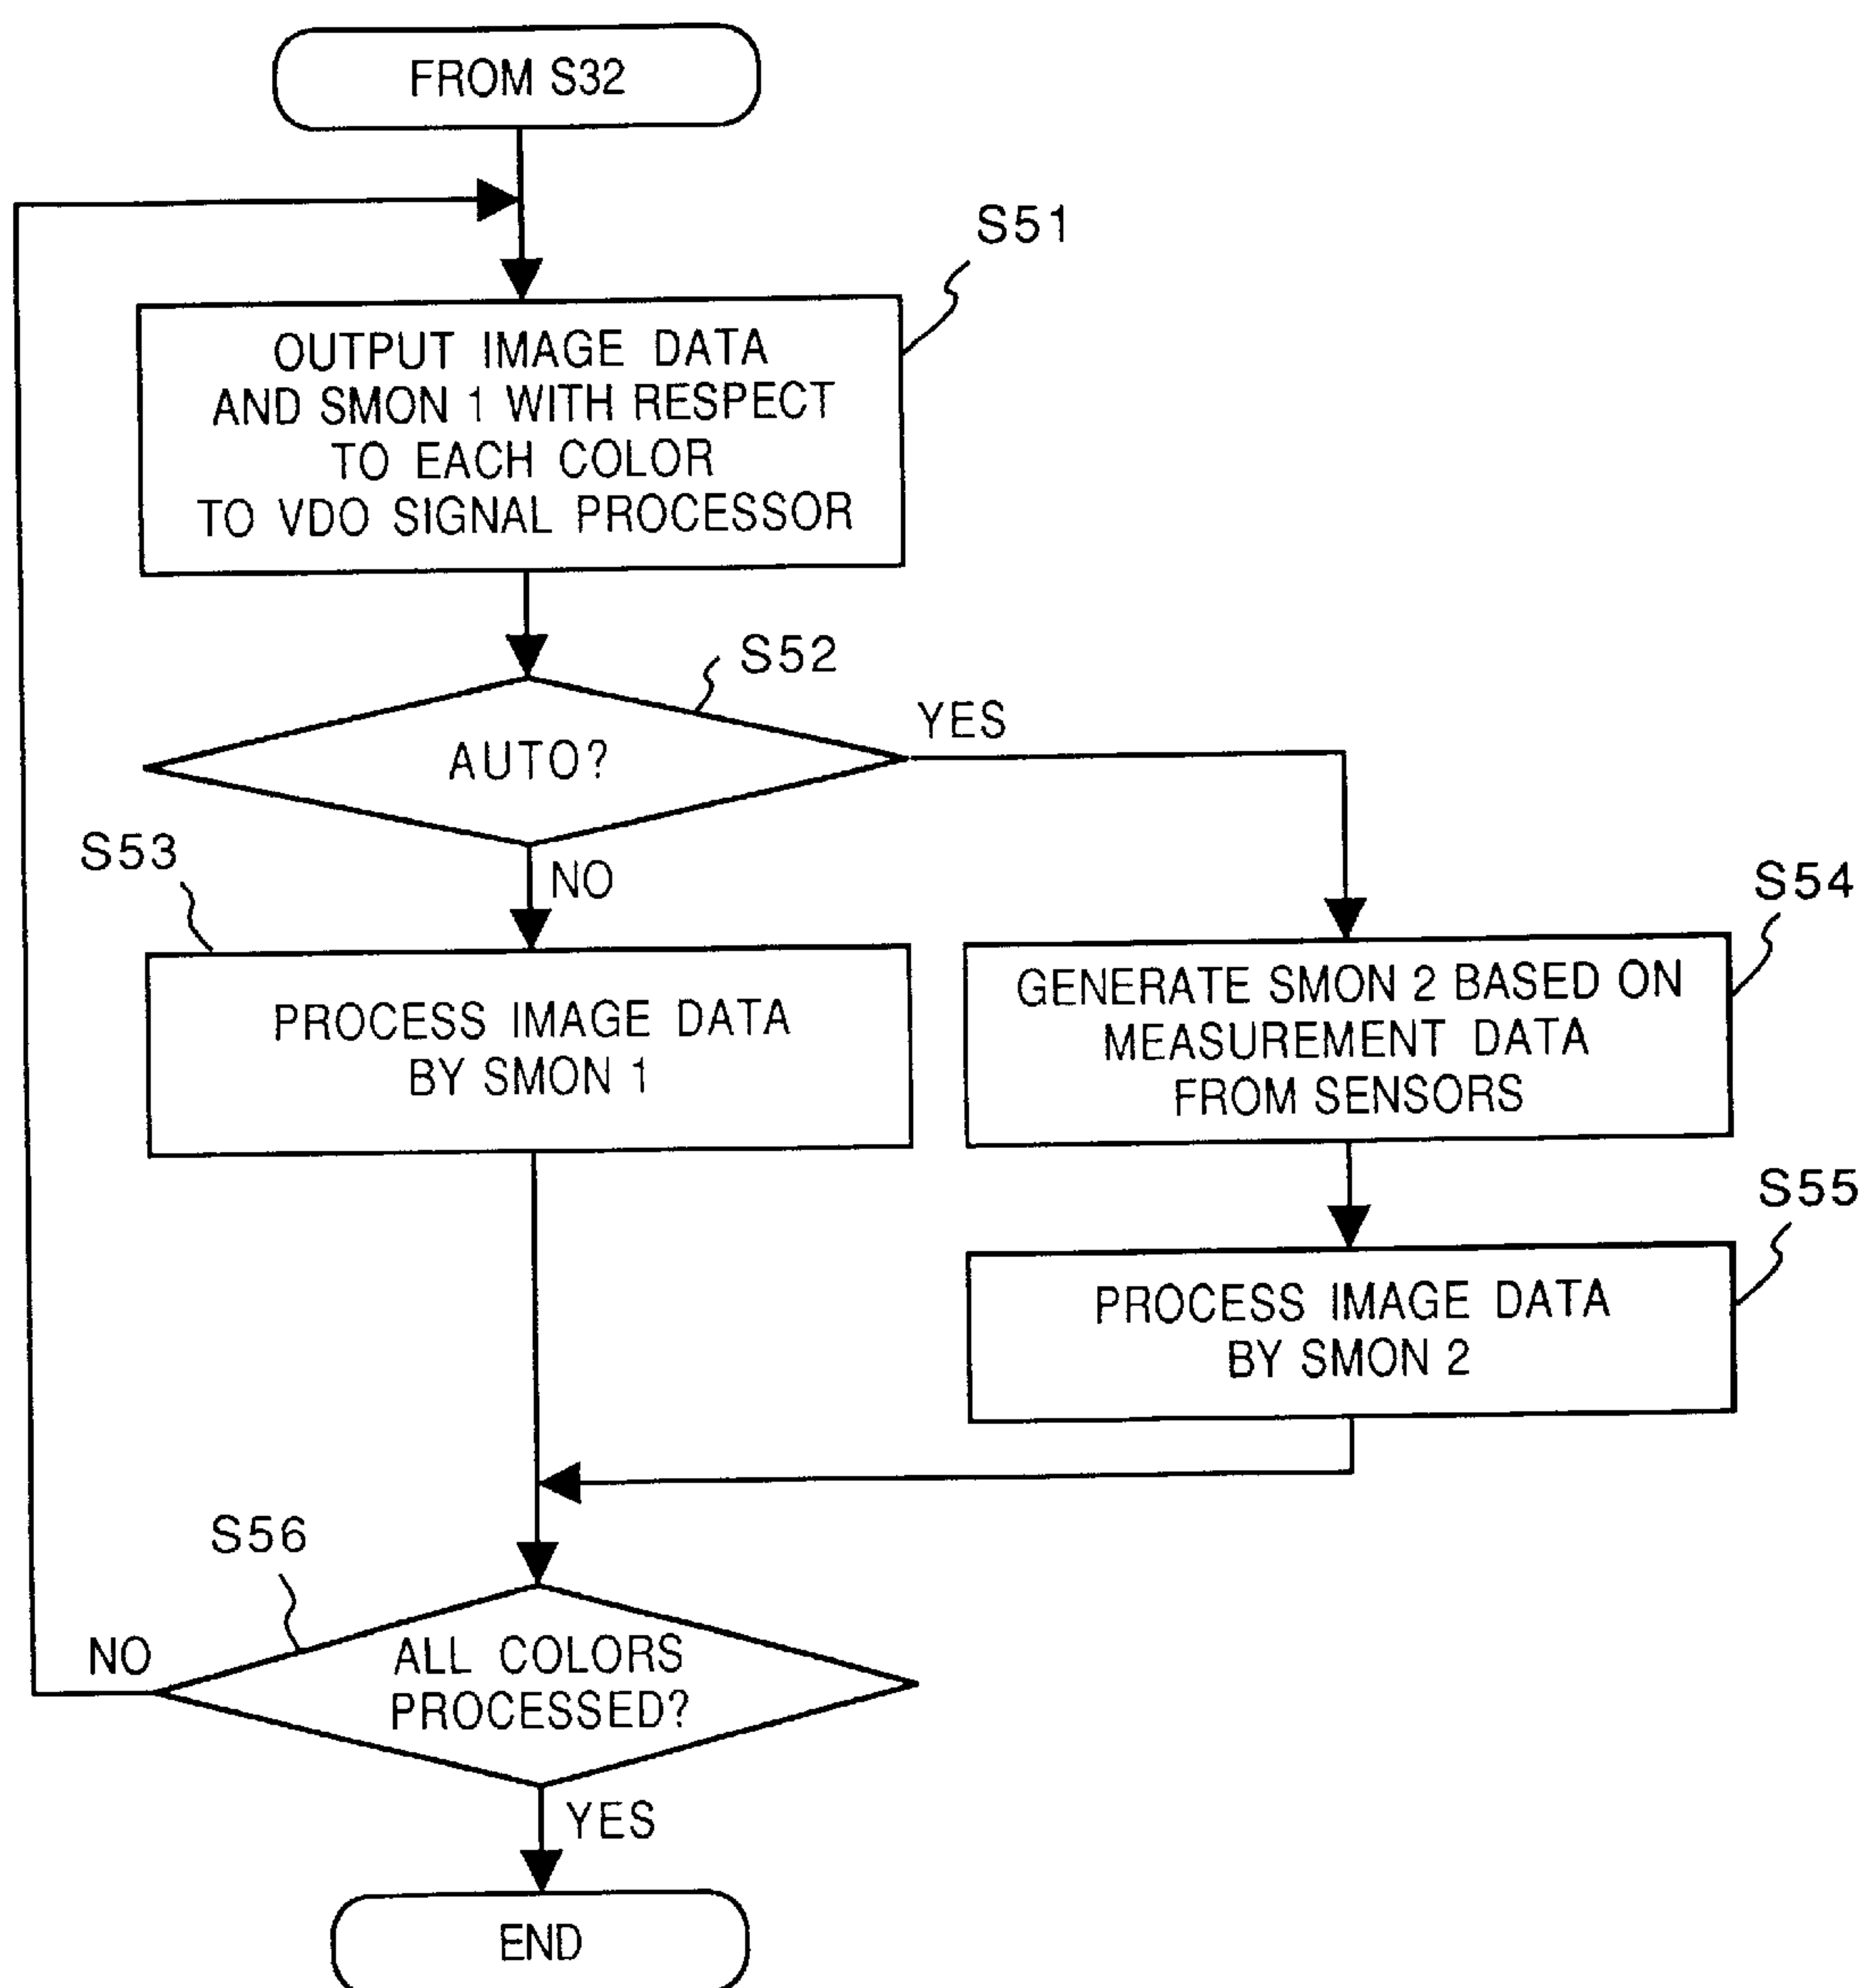 FROM S32
S51
OUTPUT IMAGE DATA
AND SMON 1 WITH RESPECT
TO EACH COLOR
TO VDO SIGNAL PROCESSOR
S52
AUTO?
YES
NO
S53
PROCESS IMAGE DATA
BY SMON 1
S54
GENERATE SMON 2 BASED ON
MEASUREMENT DATA
FROM SENSORS
S55
PROCESS IMAGE DATA
BY SMON 2
S56
ALL COLORS
PROCESSED?
NO
YES
END